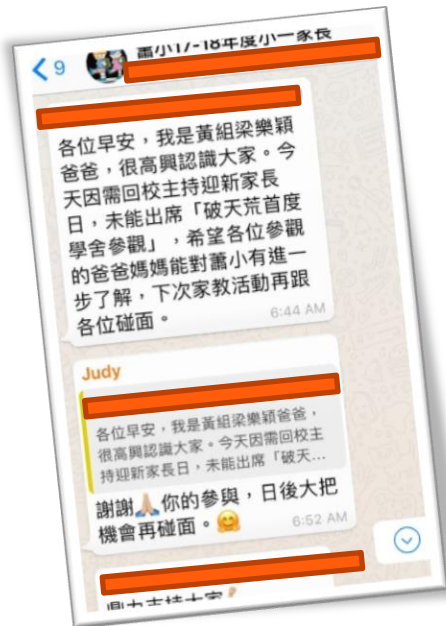 9
蕭小17-18年度小一家長
各位早安，我是黃組梁樂穎
爸爸，很高興認識大家。今
天因需回校主持迎新家長
日，未能出席「破天荒首度
學舍參觀」，希望各位參觀
的爸爸媽媽能對蕭小有進一
步了解，下次家教活動再跟
各位碰面。
6:44 AM
Judy
各位早安，我是黃組梁樂穎爸爸，
很高興認識大家。今天因需回校主
持迎新家長日，未能出席「破天...
謝謝🙏🏼你的參與，日後大把
機會再碰面。🤗
6:52 AM
鼎力支持大家